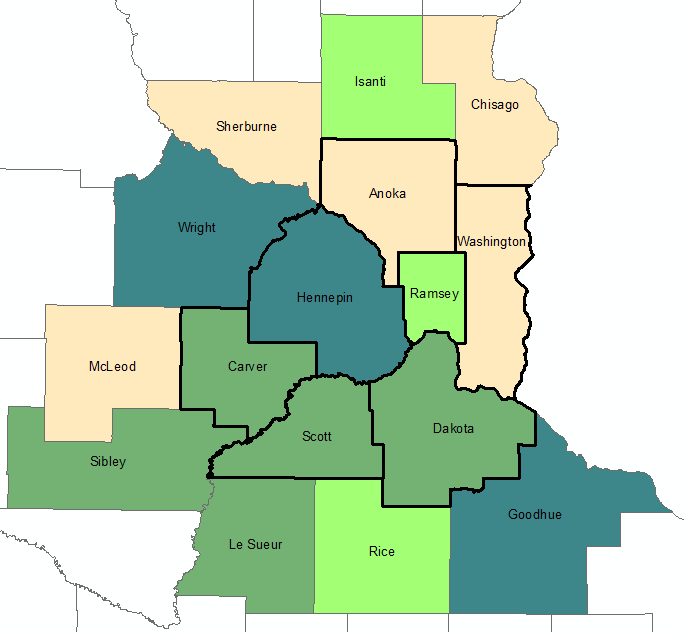 Isanti
Chisago
Sherburne
Anoka
Wright
Washington
Hennepin
Ramsey
McLeod
Carver
Scott
Dakota
Sibley
Goodhue
Le Sueur
Rice